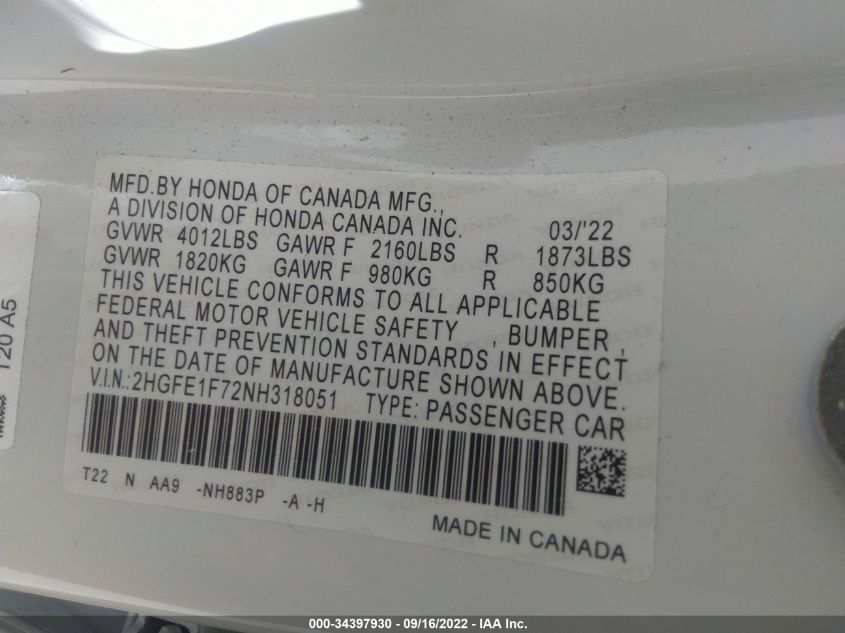 MFD.BY HONDA OF CANADA MFG.,
A DIVISION OF HONDA CANADA INC. 03/'22
GVWR 4012LBS GAWR F 2160LBS R 1873LBS
GVWR 1820KG GAWR F 980KG R 850KG
THIS VEHICLE CONFORMS TO ALL APPLICABLE
FEDERAL MOTOR VEHICLE SAFETY , BUMPER ,
AND THEFT PREVENTION STANDARDS IN EFFECT
ON THE DATE OF MANUFACTURE SHOWN ABOVE.
V.I.N.:2HGFE1F72NH318051 TYPE: PASSENGER CAR
T22 N AA9 -NH883P -A -H
MADE IN CANADA
T20 A5
000-34397930 - 09/16/2022 - IAA Inc.